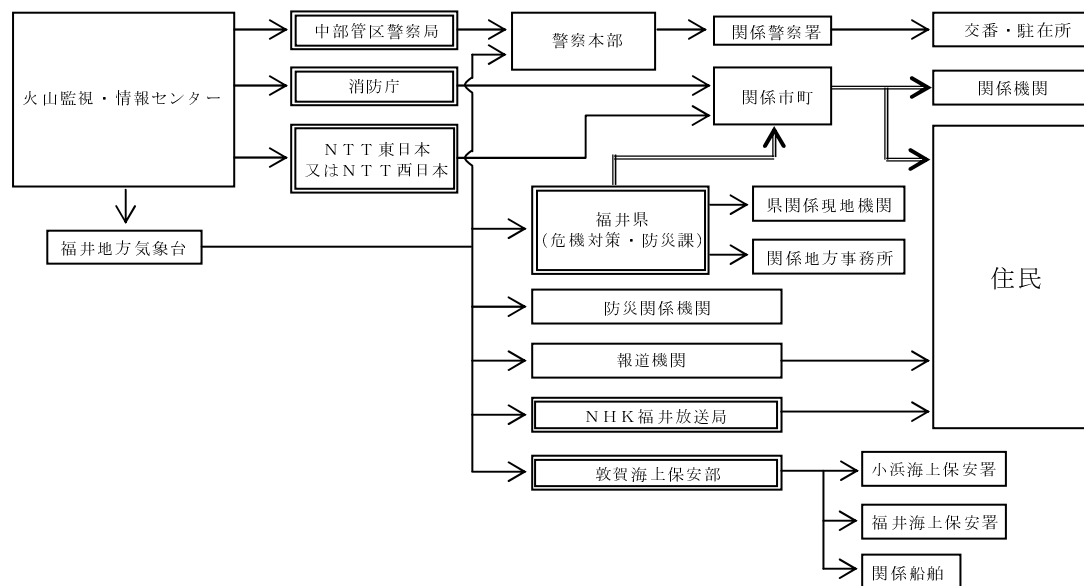 中部管区警察局
警察本部
関係警察署
交番・駐在所
火山監視・情報センター
消防庁
関係市町
関係機関
ＮＴＴ東日本
又はＮＴＴ西日本
福井地方気象台
福井県
(危機対策・防災課)
県関係現地機関
関係地方事務所
住民
防災関係機関
報道機関
ＮＨＫ福井放送局
敦賀海上保安部
小浜海上保安署
福井海上保安署
関係船舶